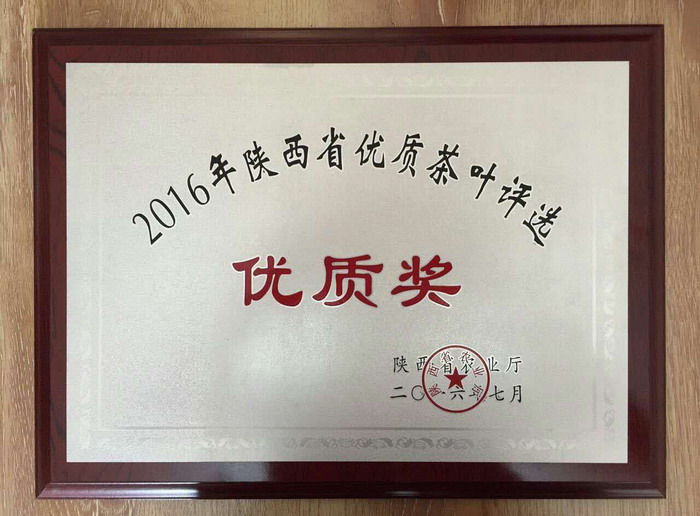 2016年陕西省优质茶叶评选
优质奖
陕西省农业厅
二〇一六年七月